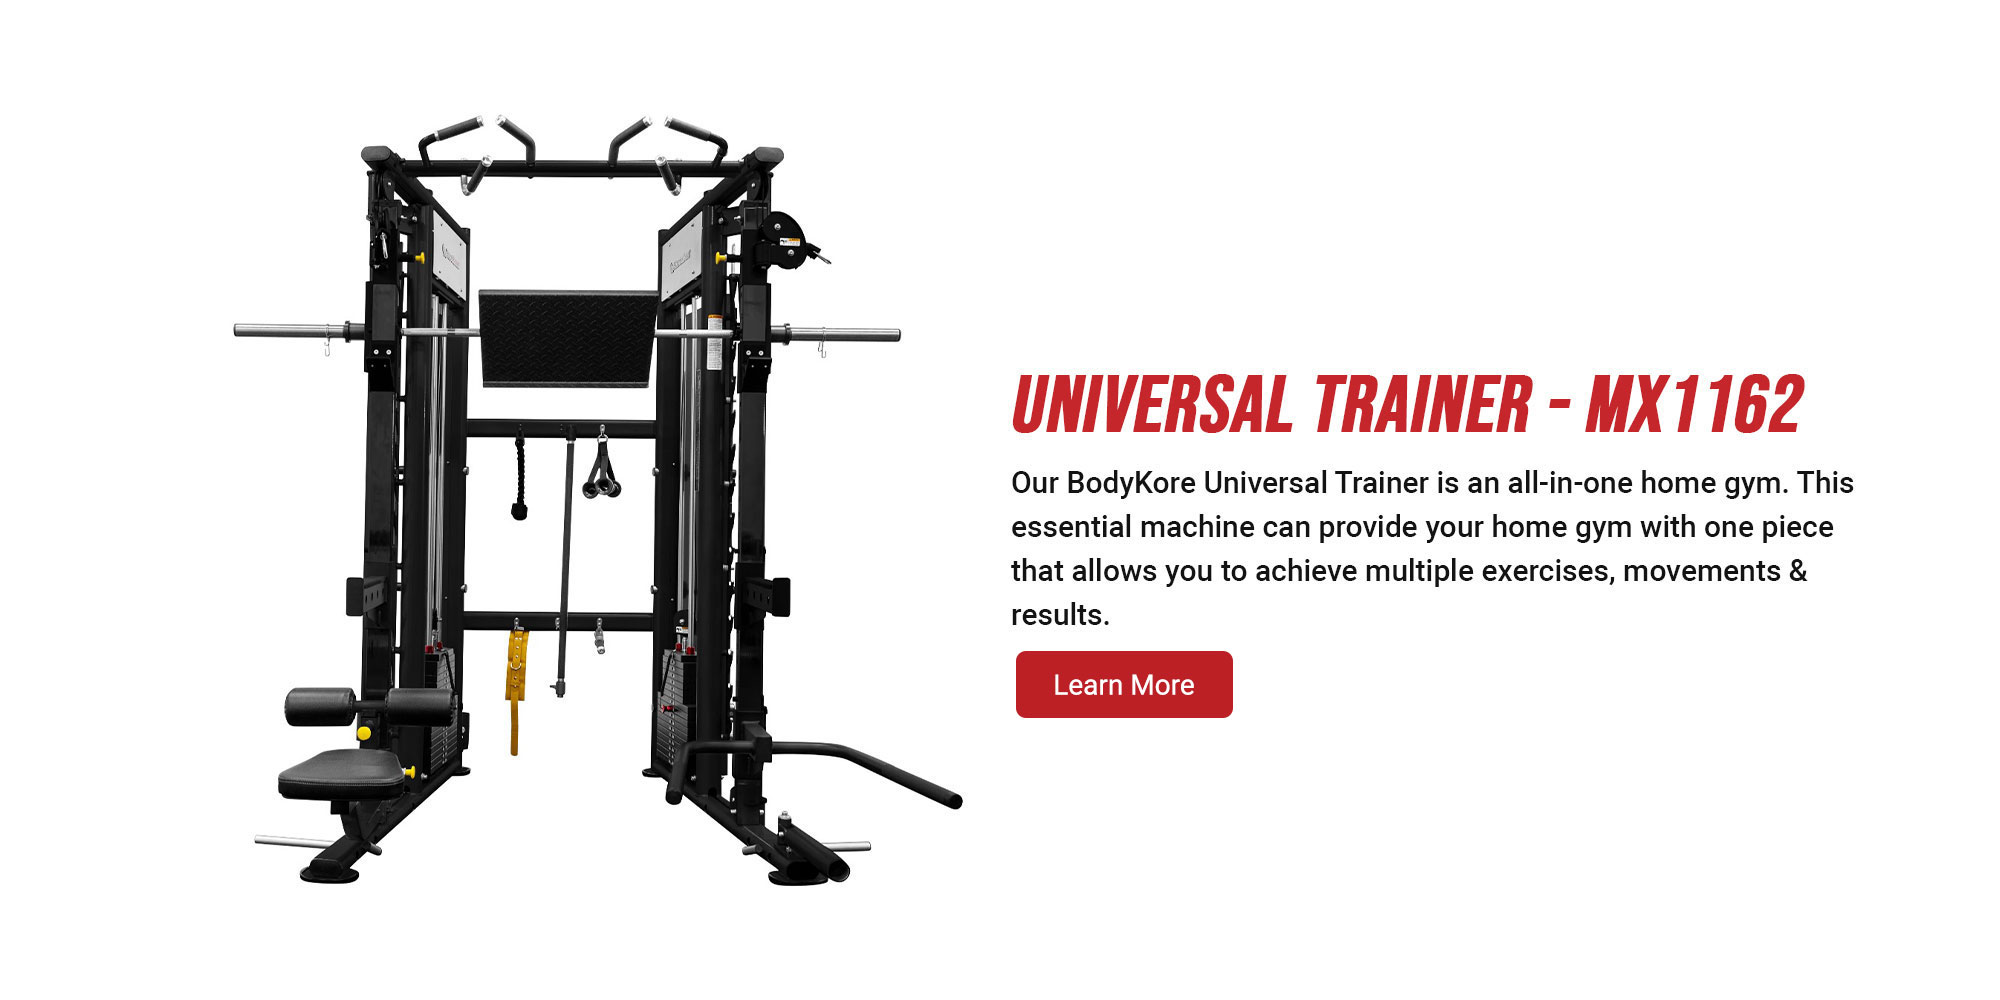 UNIVERSAL TRAINER - MX1162
Our BodyKore Universal Trainer is an all-in-one home gym. This
essential machine can provide your home gym with one piece
that allows you to achieve multiple exercises, movements &
results.
Learn More